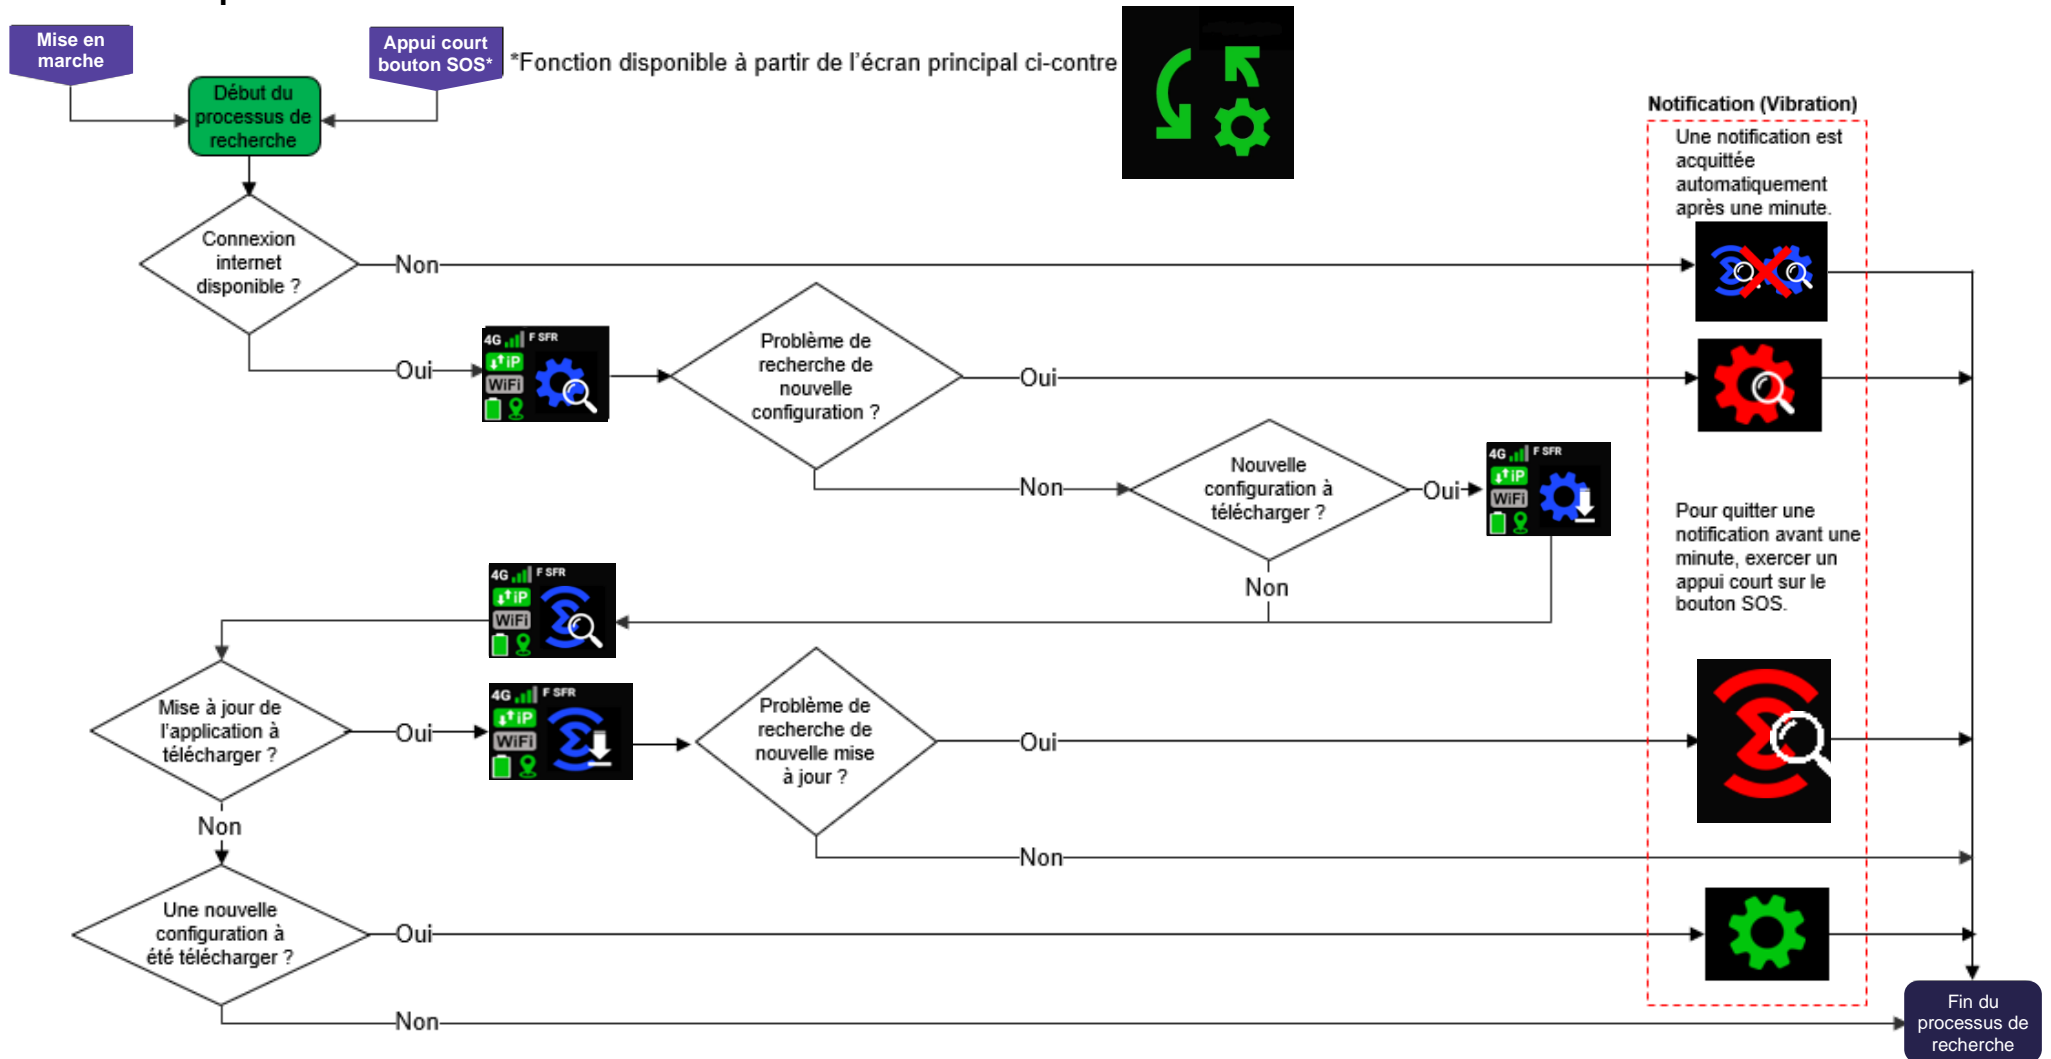 Mise en
marche
Appui court
bouton SOS*
*Fonction disponible à partir de l'écran principal ci-contre
Début du
processus de
recherche
Notification (Vibration)
Une notification est
acquittée
automatiquement
après une minute.
Connexion
internet
disponible ?
Non
Oui
4G
F SFR
iP
WiFi
Problème de
recherche de
nouvelle
configuration ?
Oui
Non
Nouvelle
configuration à
télécharger ?
Oui
4G
F SFR
iP
WiFi
Non
Pour quitter une
notification avant une
minute, exercer un
appui court sur le
bouton SOS.
4G
F SFR
iP
WiFi
Mise à jour de
l'application à
télécharger ?
Oui
4G
F SFR
iP
WiFi
Problème de
recherche de
nouvelle mise
à jour ?
Oui
Non
Non
Une nouvelle
configuration à
été télécharger ?
Oui
Non
Fin du
processus de
recherche